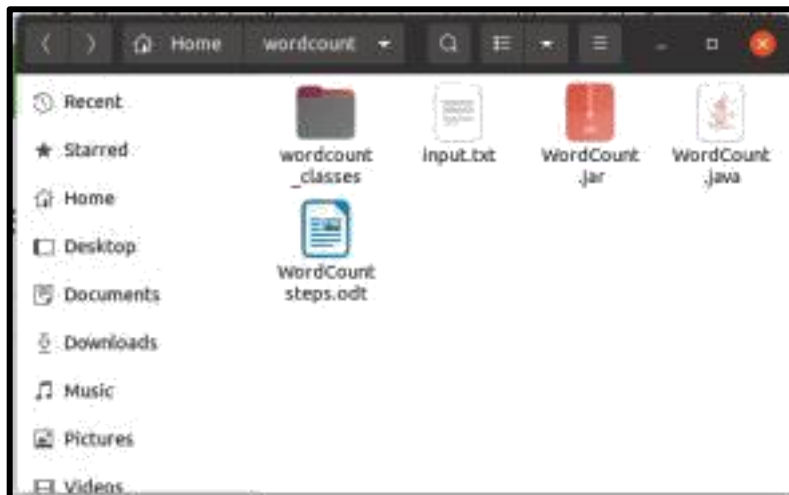 Home wordcount
Recent
Starred
Home
Desktop
Documents
Downloads
Music
Pictures
Videos
wordcount
_classes
input.txt
WordCount
.jar
WordCount
.java
WordCount
steps.odt